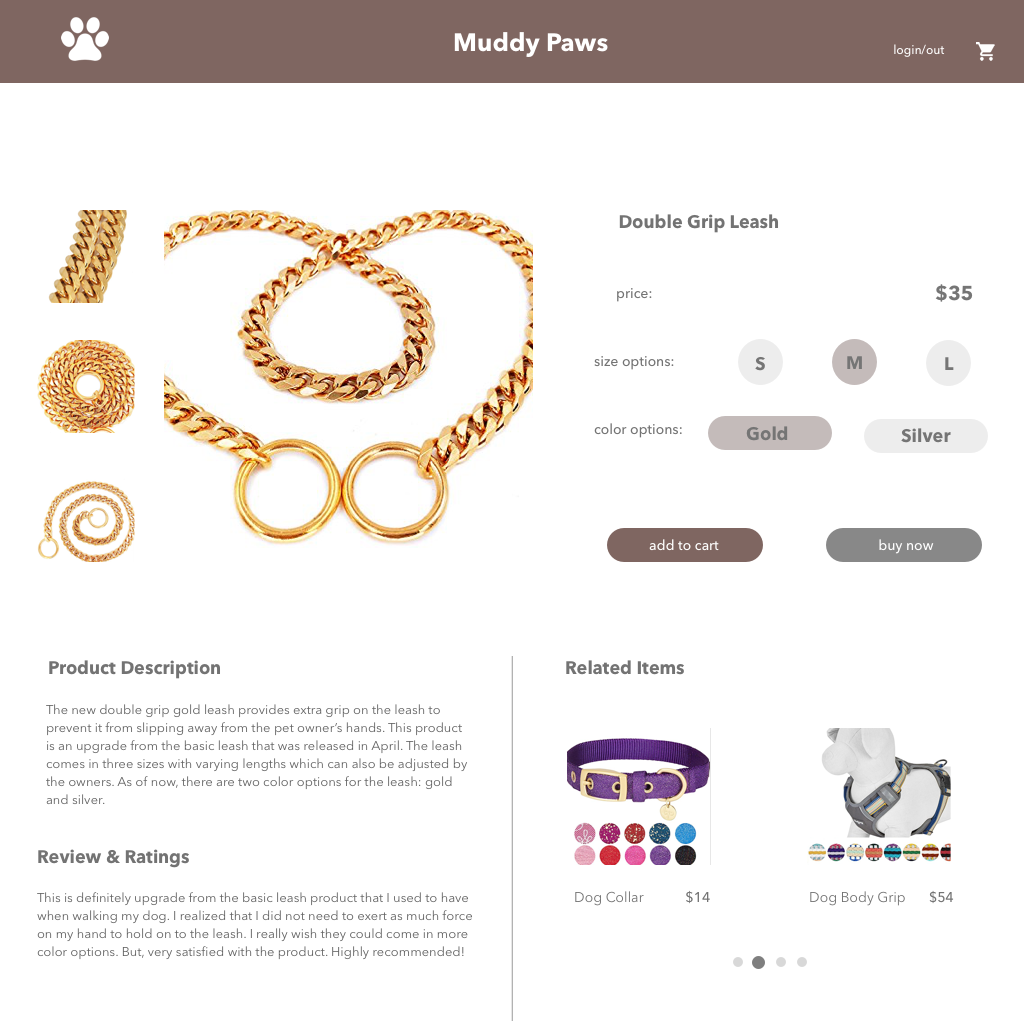 Muddy Paws
login/out
Double Grip Leash
price:
$35
size options:
S
M
L
color options:
Gold
Silver
add to cart
buy now
Product Description
The new double grip gold leash provides extra grip on the leash to
prevent it from slipping away from the pet owner’s hands. This product
is an upgrade from the basic leash that was released in April. The leash
comes in three sizes with varying lengths which can also be adjusted by
the owners. As of now, there are two color options for the leash: gold
and silver.
Review & Ratings
This is definitely upgrade from the basic leash product that I used to have
when walking my dog. I realized that I did not need to exert as much force
on my hand to hold on to the leash. I really wish they could come in more
color options. But, very satisfied with the product. Highly recommended!
Related Items
Dog Collar
$14
Dog Body Grip
$54